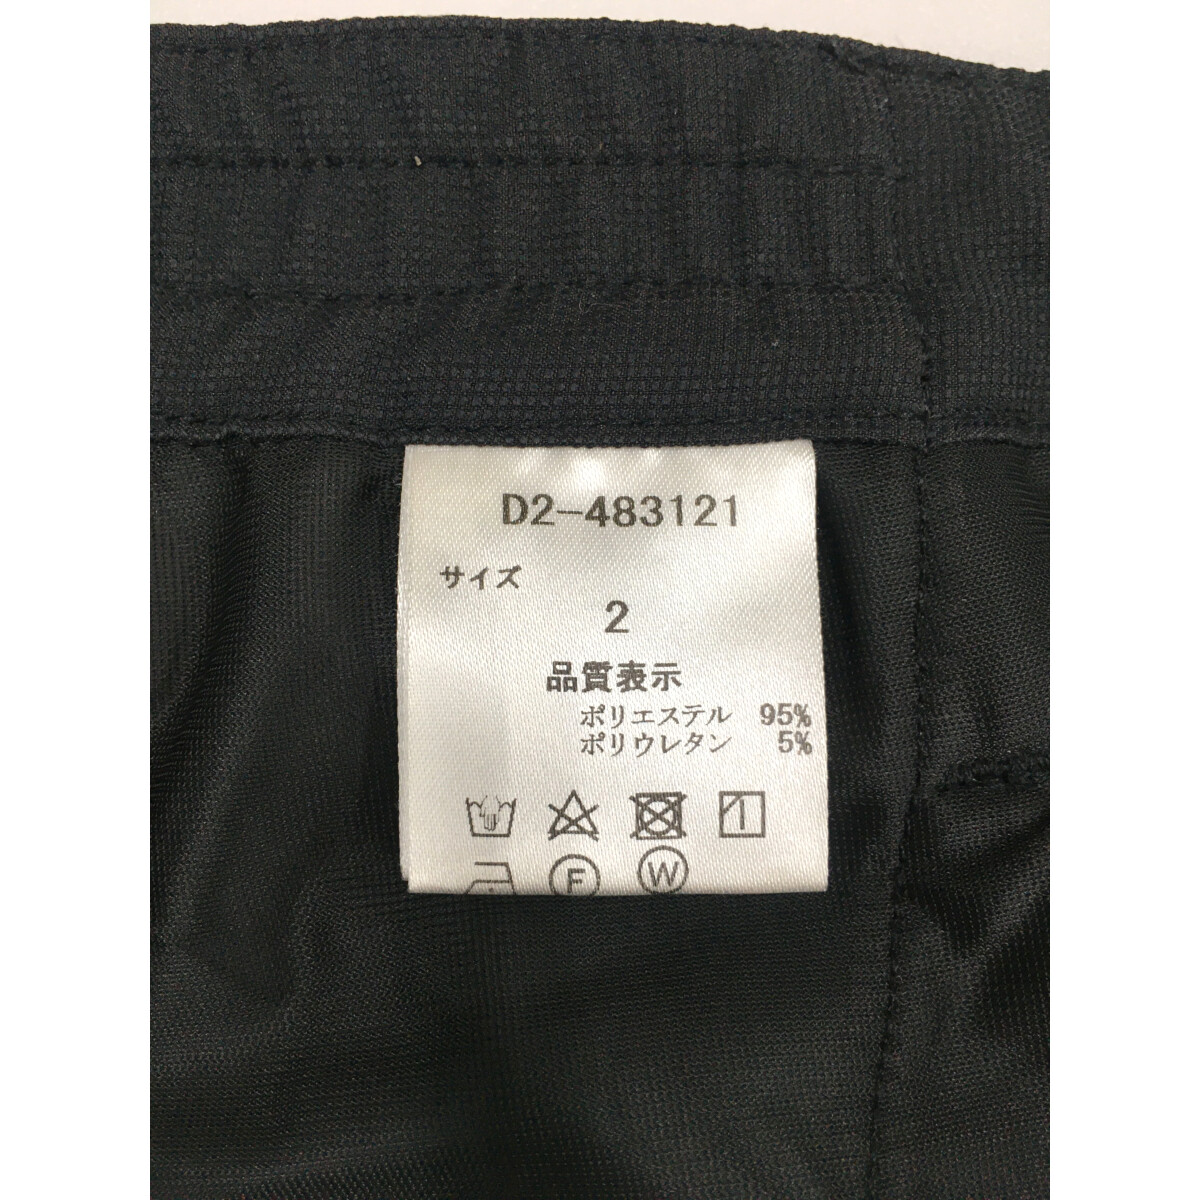 D2-483121
サイズ
2
品質表示
ポリエステル 95%
ポリウレタン 5%
F W